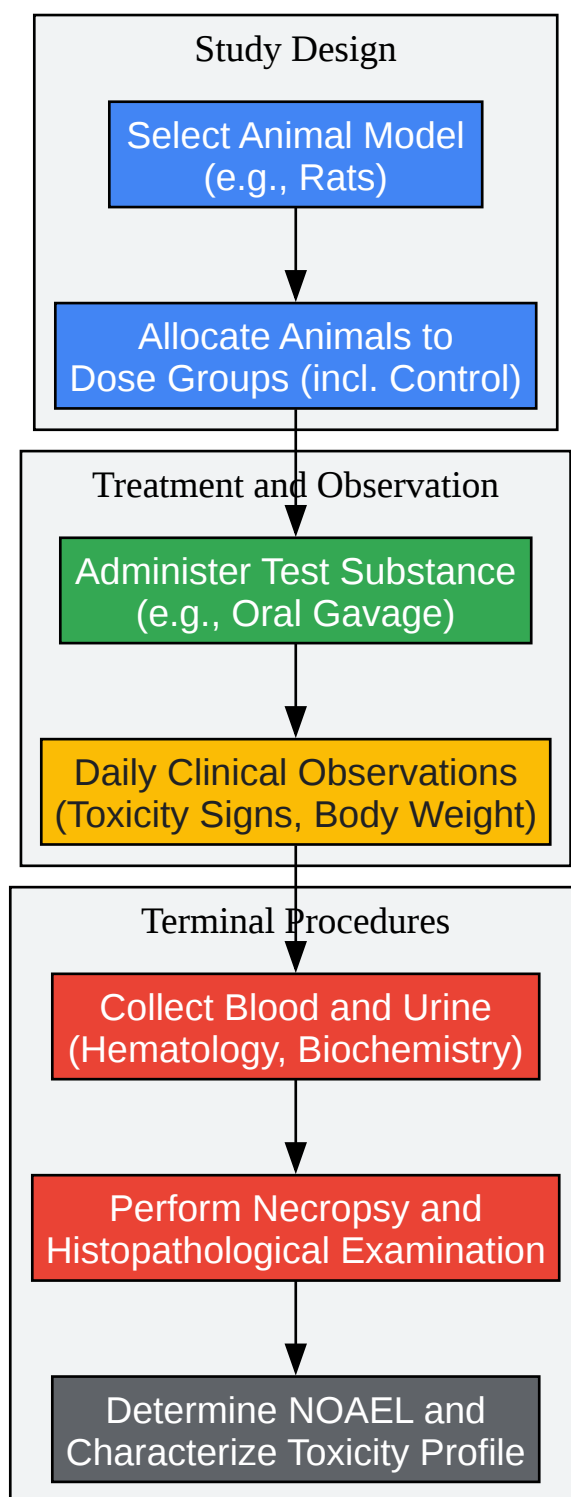 Study Design
Select Animal Model
(e.g., Rats)
Allocate Animals to
Dose Groups (incl. Control)
Treatment and Observation
Administer Test Substance
(e.g., Oral Gavage)
Daily Clinical Observations
(Toxicity Signs, Body Weight)
Terminal Procedures
Collect Blood and Urine
(Hematology, Biochemistry)
Perform Necropsy and
Histopathological Examination
Determine NOAEL and
Characterize Toxicity Profile